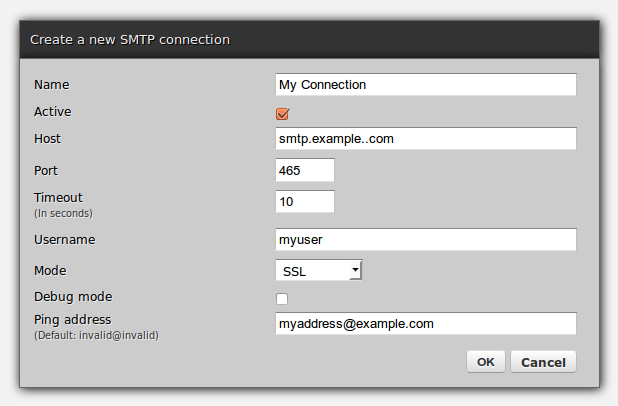 Create a new SMTP connection
Name My Connection
Active
Host smtp.example..com
Port 465
Timeout 10
(In seconds)
Username myuser
Mode SSL
Debug mode
Ping address myaddress@example.com
(Default: invalid@invalid)
OK Cancel